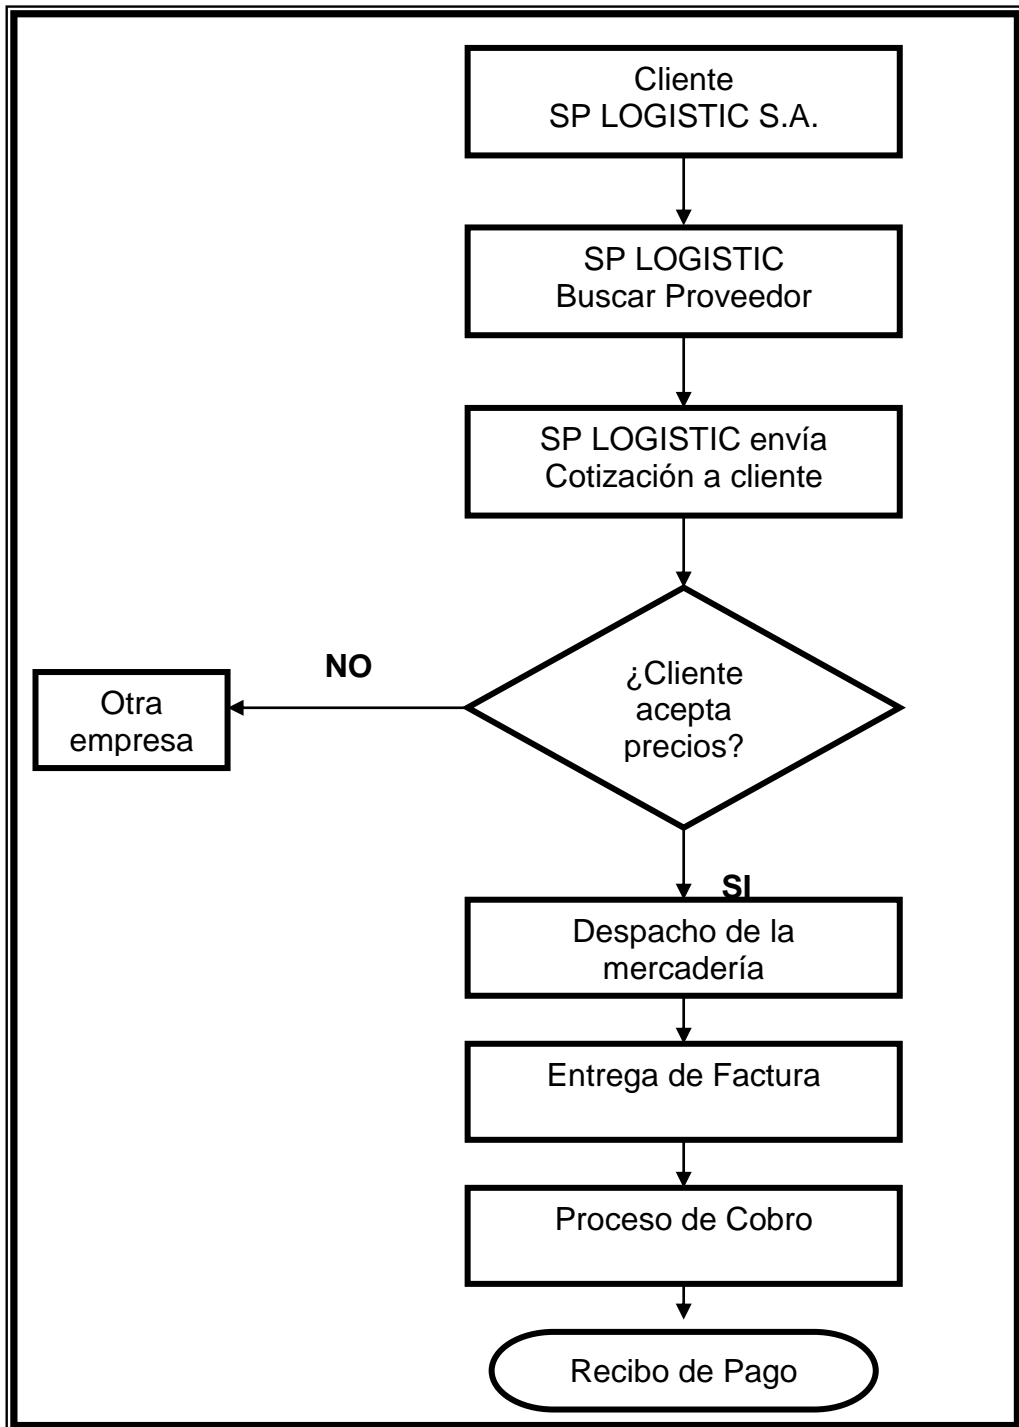 Cliente
SP LOGISTIC S.A.
SP LOGISTIC
Buscar Proveedor
SP LOGISTIC envía
Cotización a cliente
NO
¿Cliente
acepta
precios?
Otra
empresa
SI
Despacho de la
mercadería
Entrega de Factura
Proceso de Cobro
Recibo de Pago